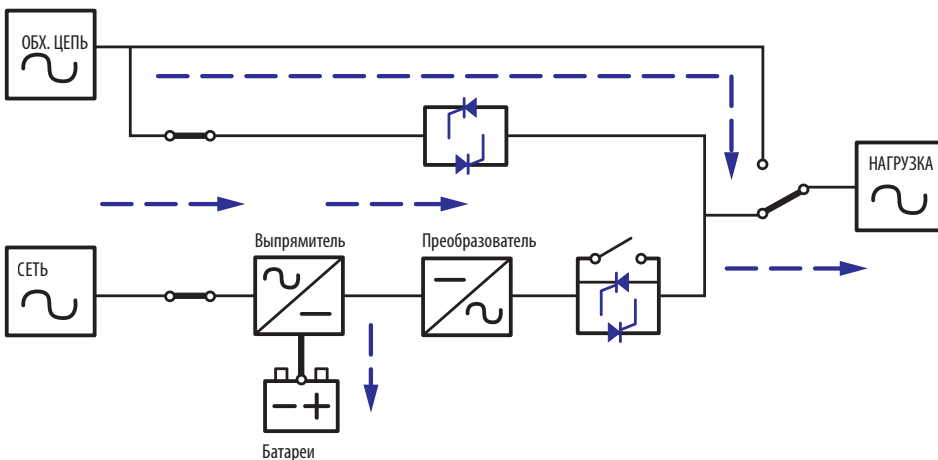 ОБХ. ЦЕПЬ
НАГРУЗКА
Выпрямитель
Преобразователь
СЕТЬ
Батареи